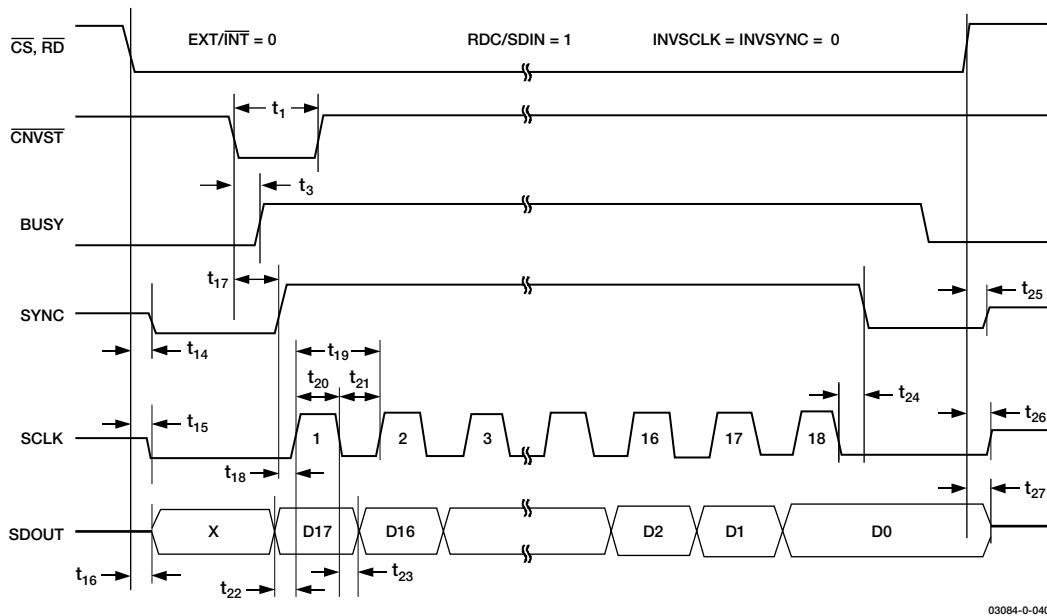 EXT/INT = 0 RDC/SDIN = 1 INVSCLK = INVSYNC = 0
CS, RD
t1
CNVST
t3
BUSY
t17
t25
SYNC
t14
t19
t20 t21
t24
t15
t26
SCLK
1 2 3 16 17 18
t18
t27
SDOUT
X D17 D16 D2 D1 D0
t16
t22
t23
03084-0-040